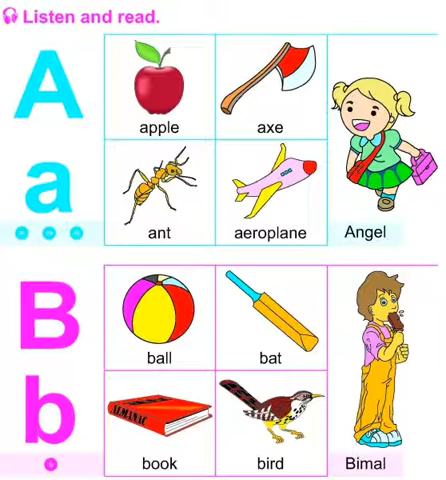 Listen and read.
A
apple
axe
a
ant
aeroplane
Angel
B
ball
bat
b
ALMANAC
book
bird
Bimal